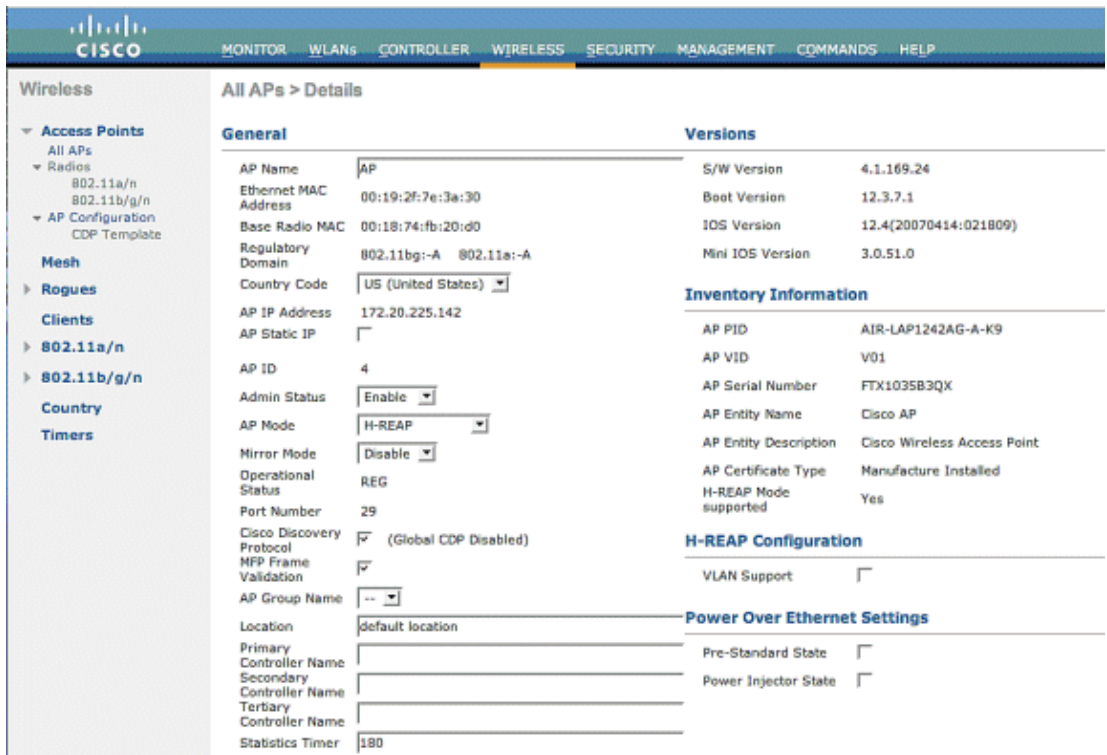 CISCO
MONITOR WLANs CONTROLLER WIRELESS SECURITY MANAGEMENT COMMANDS HELP
Wireless
Access Points
All APs
Radios
802.11a/n
802.11b/g/n
AP Configuration
CDP Template
Mesh
Rogues
Clients
802.11a/n
802.11b/g/n
Country
Timers
All APs > Details
General
AP Name AP
Ethernet MAC
Address 00:19:2f:7e:3a:30
Base Radio MAC 00:18:74:fb:20:d0
Regulatory
Domain 802.11bg:-A 802.11a:-A
Country Code US (United States)
AP IP Address 172.20.225.142
AP Static IP
AP ID 4
Admin Status Enable
AP Mode H-REAP
Mirror Mode Disable
Operational
Status REG
Port Number 29
Cisco Discovery
Protocol (Global CDP Disabled)
MFP Frame
Validation
AP Group Name --
Location default location
Primary
Controller Name
Secondary
Controller Name
Tertiary
Controller Name
Statistics Timer 180
Versions
S/W Version 4.1.169.24
Boot Version 12.3.7.1
IOS Version 12.4(20070414:021809)
Mini IOS Version 3.0.51.0
Inventory Information
AP PID AIR-LAP1242AG-A-K9
AP VID V01
AP Serial Number FTX1035B3QX
AP Entity Name Cisco AP
AP Entity Description Cisco Wireless Access Point
AP Certificate Type Manufacture Installed
H-REAP Mode
supported Yes
H-REAP Configuration
VLAN Support
Power Over Ethernet Settings
Pre-Standard State
Power Injector State